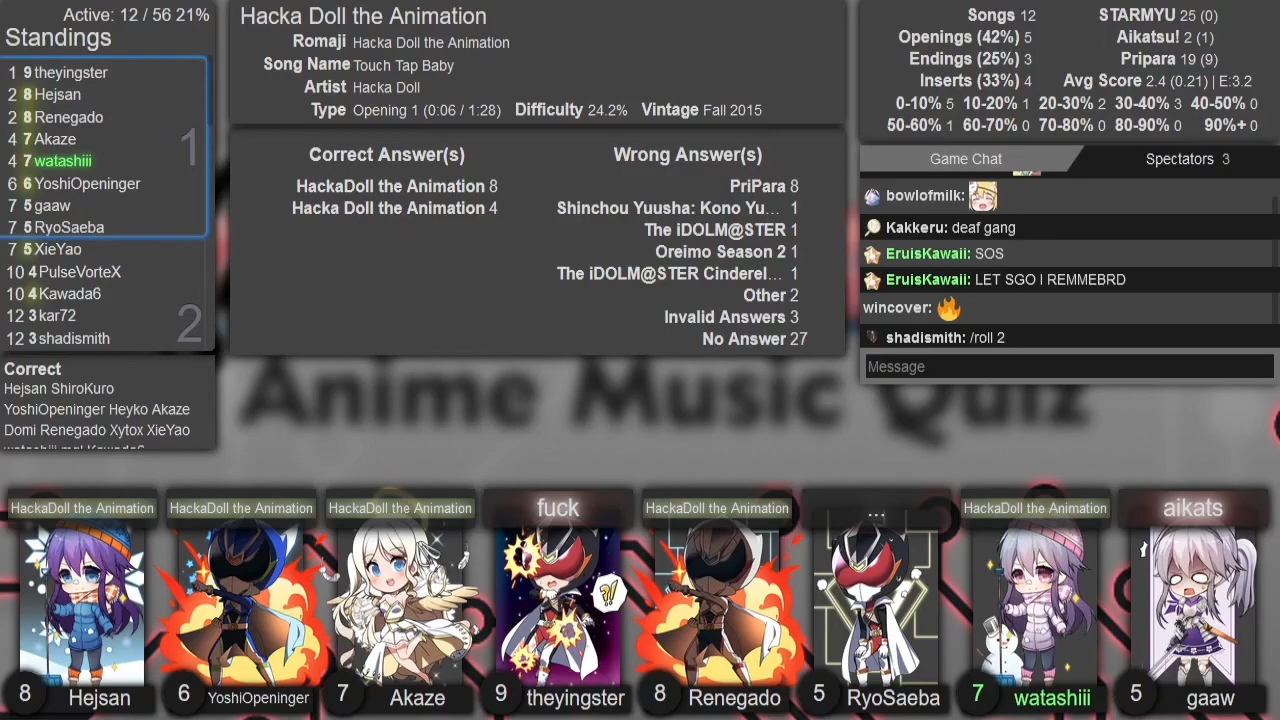 Active: 12 / 56 21%
Standings
1 9 theyingster
2 8 Hejsan
2 8 Renegado
4 7 Akaze
4 7 watashiii
6 6 YoshiOpeninger
7 5 gaaw
7 5 RyoSaeba
7 5 XieYao
10 4 PulseVorteX
10 4 Kawada6
12 3 kar72
12 3 shadismith
1
2
Correct
Hejsan ShiroKuro
YoshiOpeninger Heyko Akaze
Domi Renegado Xytox XieYao
Hacka Doll the Animation
Romaji Hacka Doll the Animation
Song Name Touch Tap Baby
Artist Hacka Doll
Type Opening 1 (0:06 / 1:28) Difficulty 24.2% Vintage Fall 2015
Correct Answer(s)
HackaDoll the Animation 8
Hacka Doll the Animation 4
Wrong Answer(s)
PriPara 8
Shinchou Yuusha: Kono Yu... 1
The iDOLM@STER 1
Oreimo Season 2 1
The iDOLM@STER Cinderel... 1
Other 2
Invalid Answers 3
No Answer 27
Songs 12
Openings (42%) 5
Endings (25%) 3
Inserts (33%) 4
STARMYU 25 (0)
Aikatsu! 2 (1)
Pripara 19 (9)
Avg Score 2.4 (0.21) | E:3.2
0-10% 5 10-20% 1 20-30% 2 30-40% 3 40-50% 0
50-60% 1 60-70% 0 70-80% 0 80-90% 0 90%+ 0
Game Chat Spectators 3
bowlofmilk:
Kakkeru: deaf gang
EruisKawaii: SOS
EruisKawaii: LET SGO I REMMEBRD
wincover:
shadismith: /roll 2
Message
Anime Music Quiz
HackaDoll the Animation
HackaDoll the Animation
HackaDoll the Animation
fuck
HackaDoll the Animation
...
HackaDoll the Animation
aikats
?!
8 Hejsan
6 YoshiOpeninger
7 Akaze
9 theyingster
8 Renegado
5 RyoSaeba
7 watashiii
5 gaaw